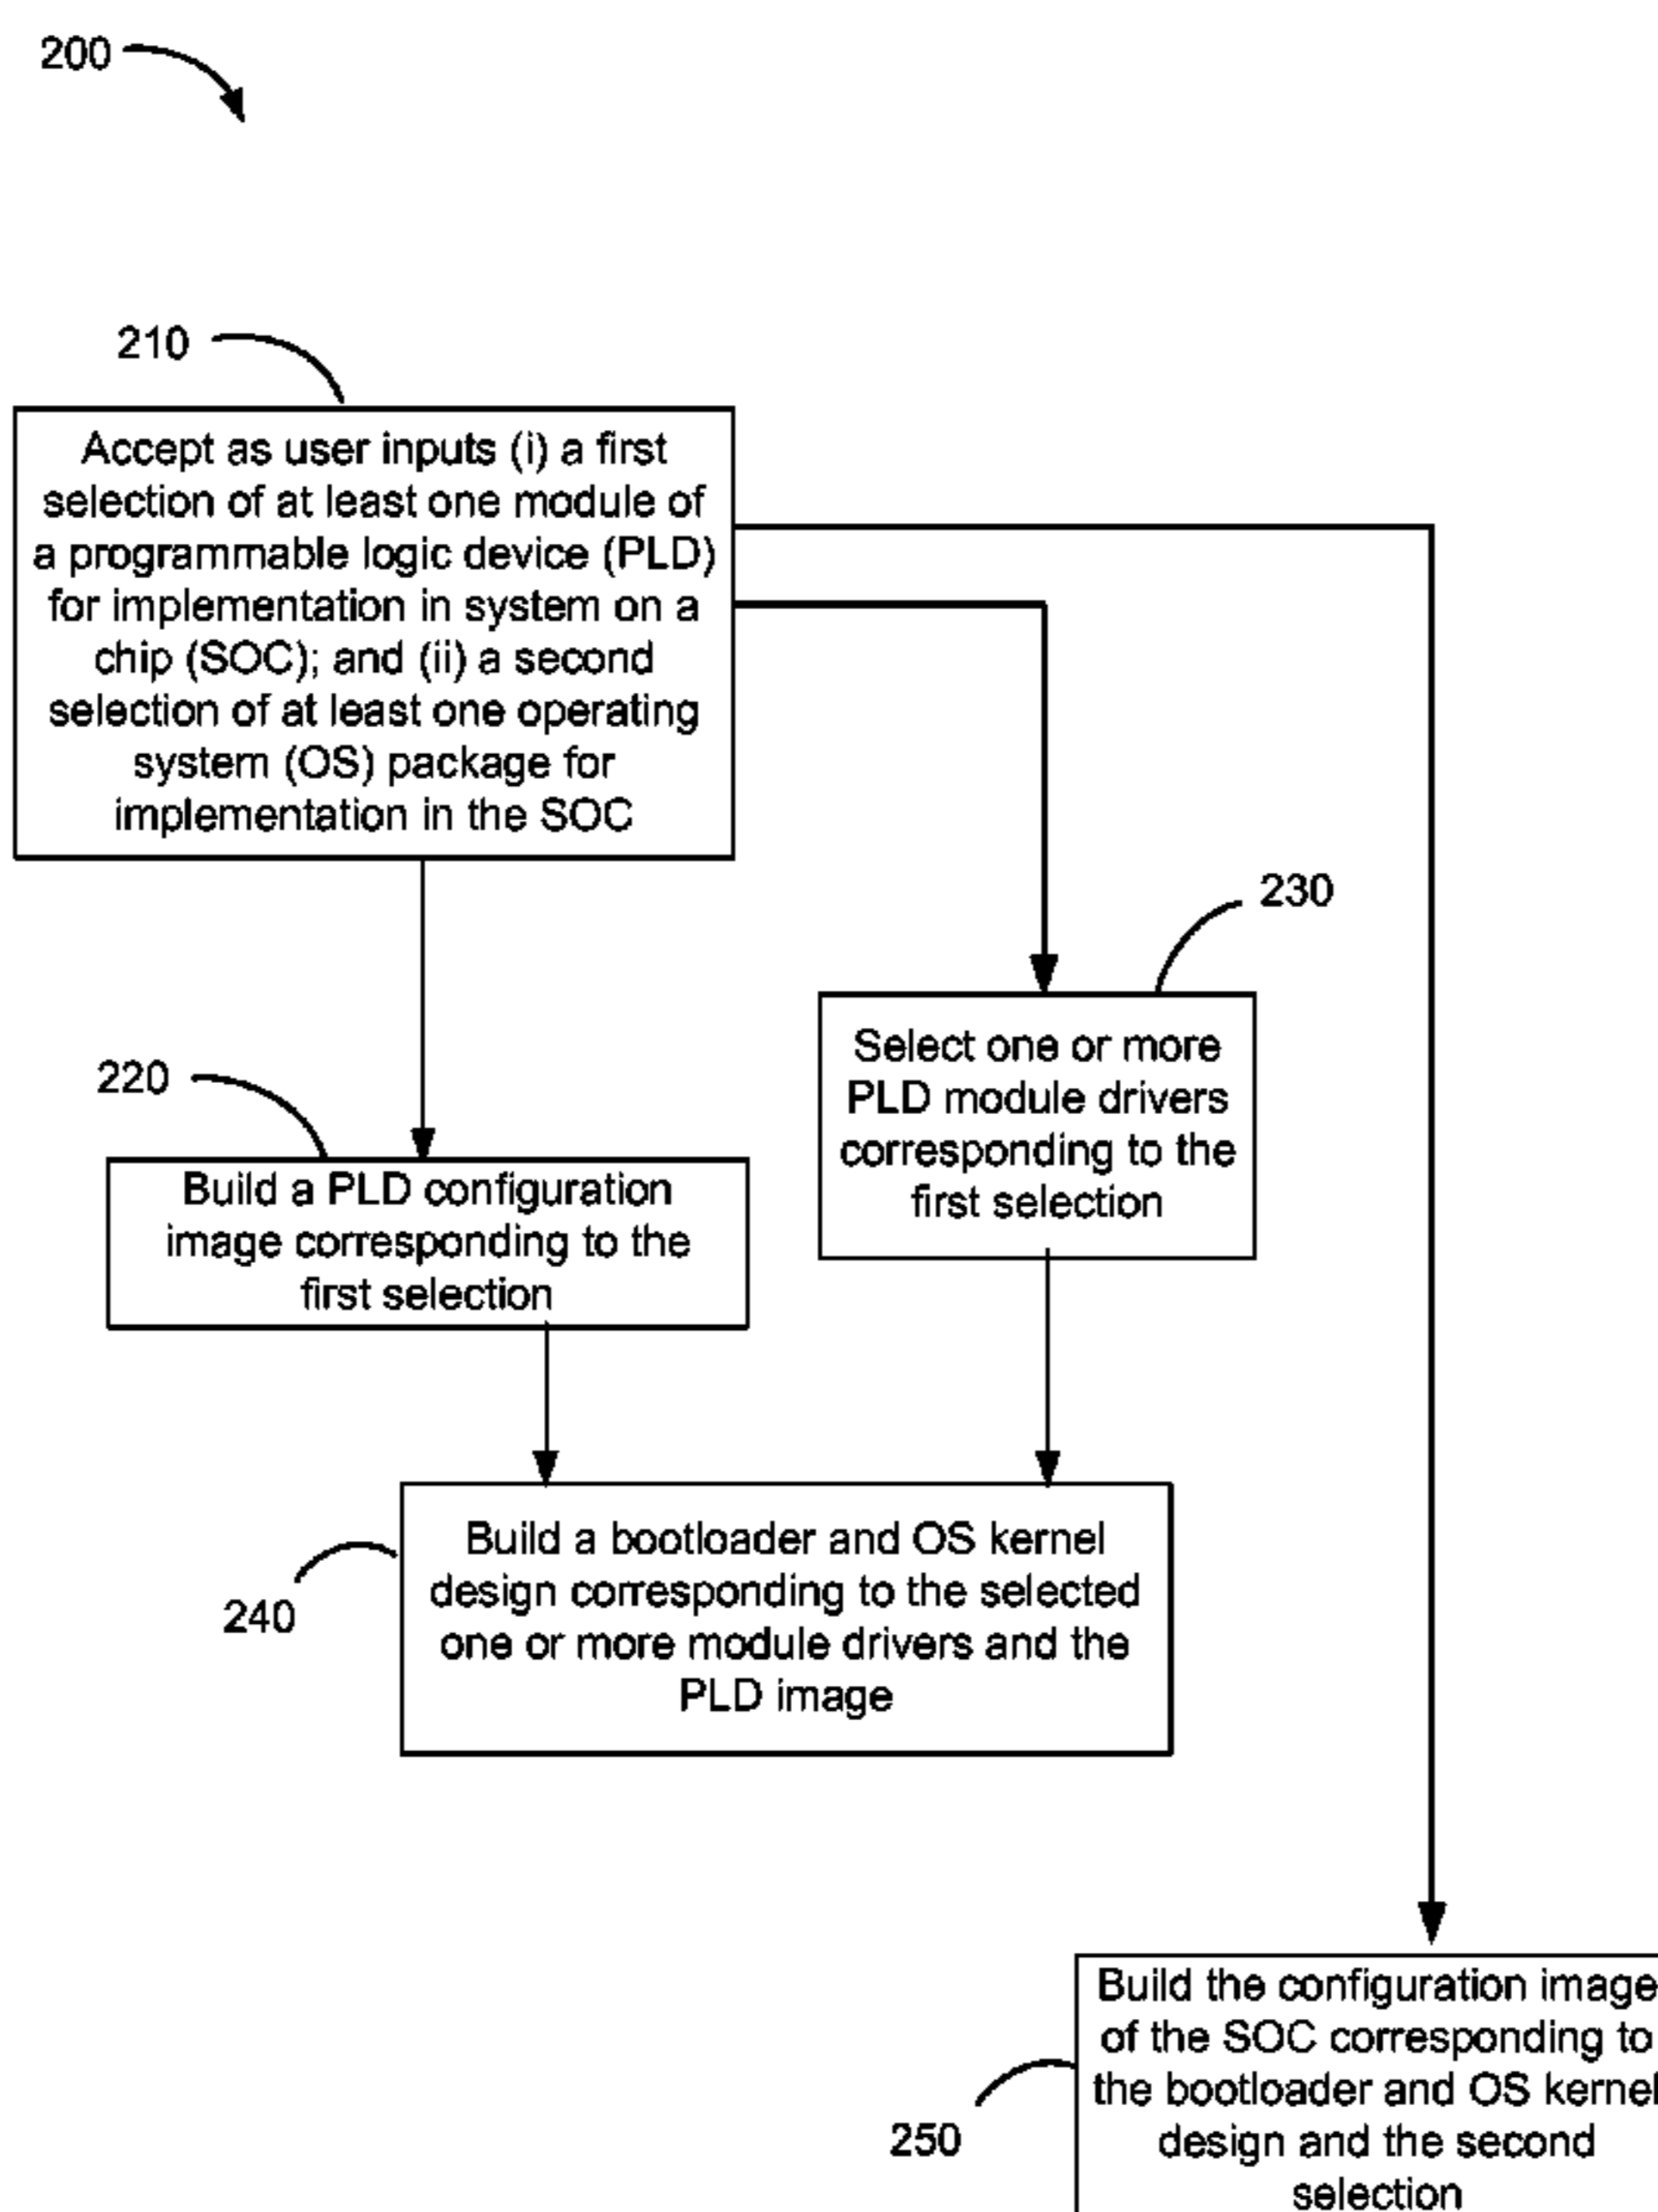 200
210
Accept as user inputs (i) a first
selection of at least one module of
a programmable logic device (PLD)
for implementation in system on a
chip (SOC); and (ii) a second
selection of at least one operating
system (OS) package for
implementation in the SOC
230
Select one or more
PLD module drivers
corresponding to the
first selection
220
Build a PLD configuration
image corresponding to the
first selection
Build a bootloader and OS kernel
design corresponding to the selected
one or more module drivers and the
PLD image
240
Build the configuration image
of the SOC corresponding to
the bootloader and OS kernel
design and the second
selection
250